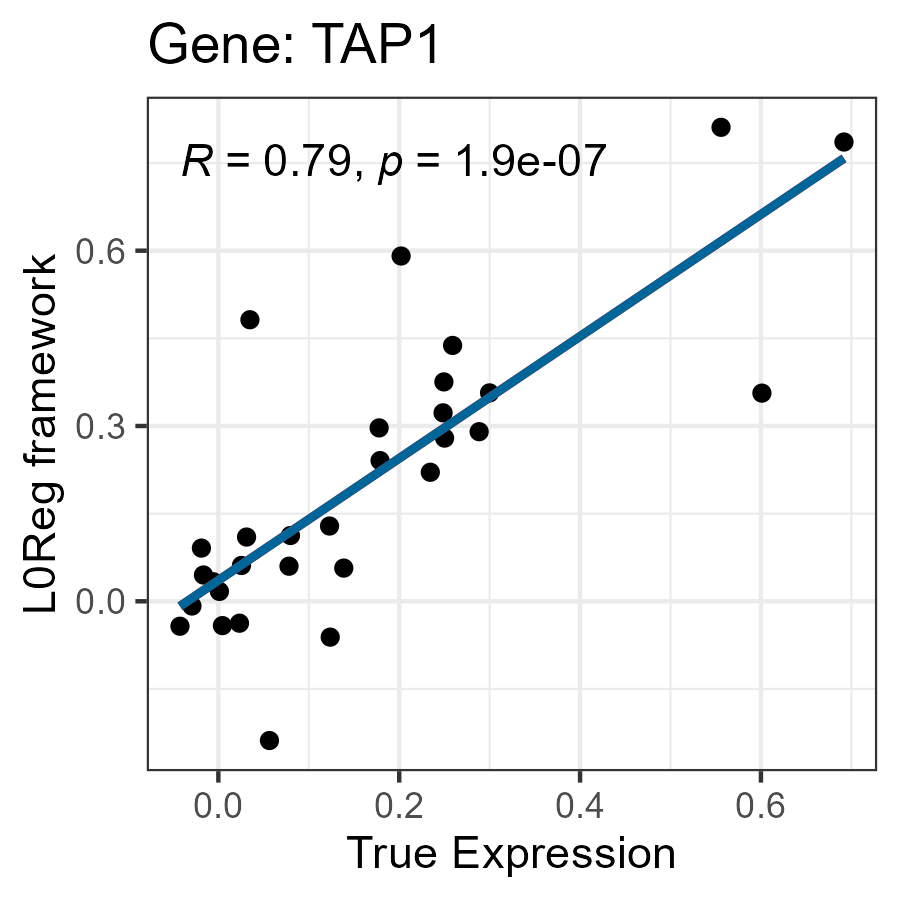 Gene: TAP1
R = 0.79, p = 1.9e-07
L0Reg framework
0.6
0.3
0.0
0.0 0.2 0.4 0.6
True Expression